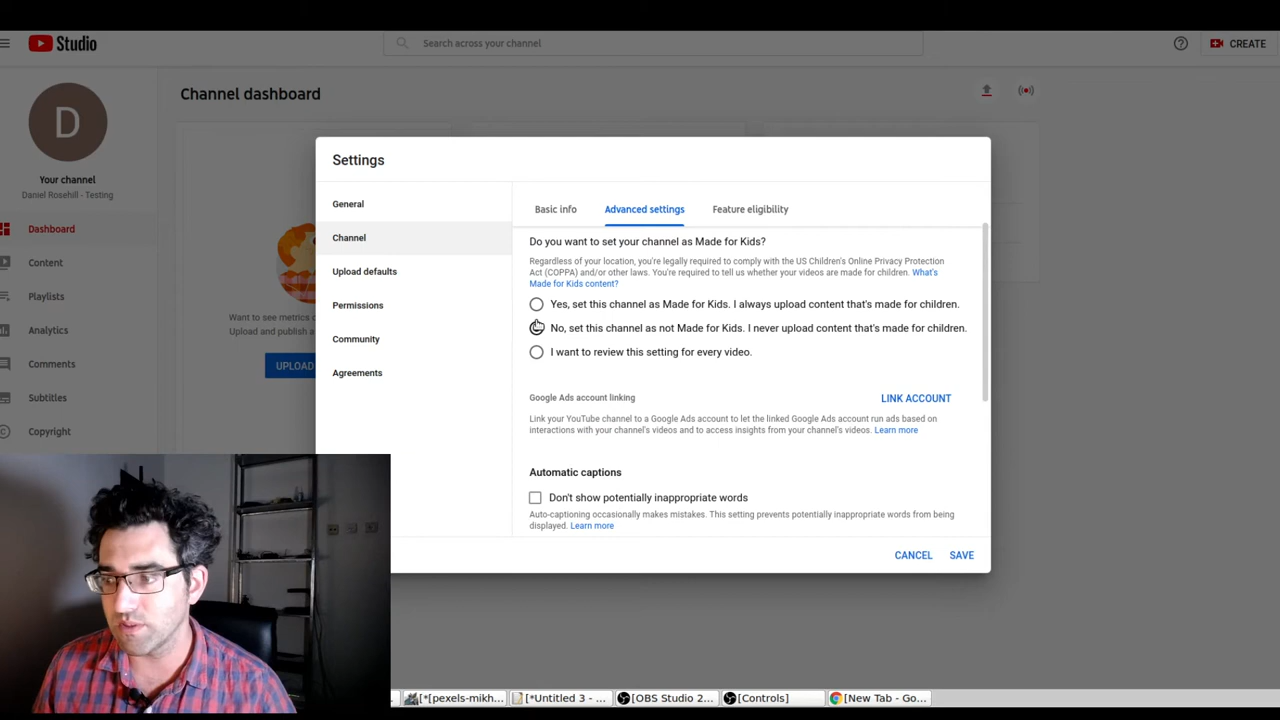 Studio
Search across your channel
CREATE
D
Your channel
Daniel Rosehill - Testing
Dashboard
Content
Playlists
Analytics
Comments
Subtitles
Copyright
Channel dashboard
Want to see metrics
Upload and publish
UPLOAD
Settings
General
Channel
Upload defaults
Permissions
Community
Agreements
Basic info
Advanced settings
Feature eligibility
Do you want to set your channel as Made for Kids?
Regardless of your location, you're legally required to comply with the US Children's Online Privacy Protection
Act (COPPA) and/or other laws. You're required to tell us whether your videos are made for children. What's
Made for Kids content?
Yes, set this channel as Made for Kids. I always upload content that's made for children.
No, set this channel as not Made for Kids. I never upload content that's made for children.
I want to review this setting for every video.
Google Ads account linking
LINK ACCOUNT
Link your YouTube channel to a Google Ads account to let the linked Google Ads account run ads based on
interactions with your channel's videos and to access insights from your channel's videos. Learn more
Automatic captions
Don't show potentially inappropriate words
Auto-captioning occasionally makes mistakes. This setting prevents potentially inappropriate words from being
displayed. Learn more
CANCEL
SAVE
[*[pexels-mikh...
[*Untitled 3 - ...
[OBS Studio 2...
[Controls]
[New Tab - Go...